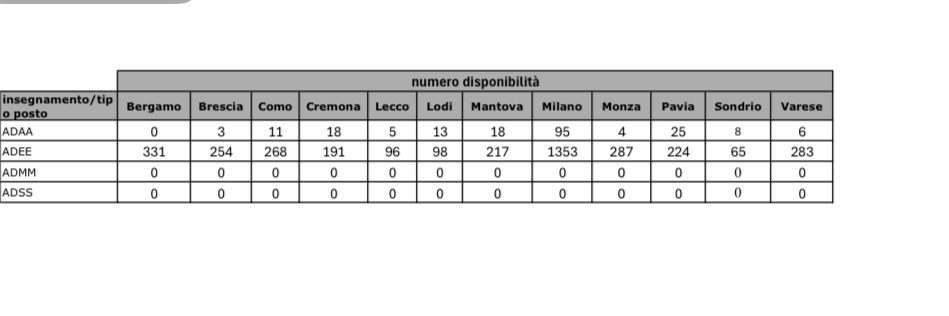 numero disponibilità
insegnamento/tip
o posto Bergamo Brescia Como Cremona Lecco Lodi Mantova Milano Monza Pavia Sondrio Varese
ADAA 0 3 11 18 5 13 18 95 4 25 8 6
ADEE 331 254 268 191 96 98 217 1353 287 224 65 283
ADMM 0 0 0 0 0 0 0 0 0 0 0 0
ADSS 0 0 0 0 0 0 0 0 0 0 0 0